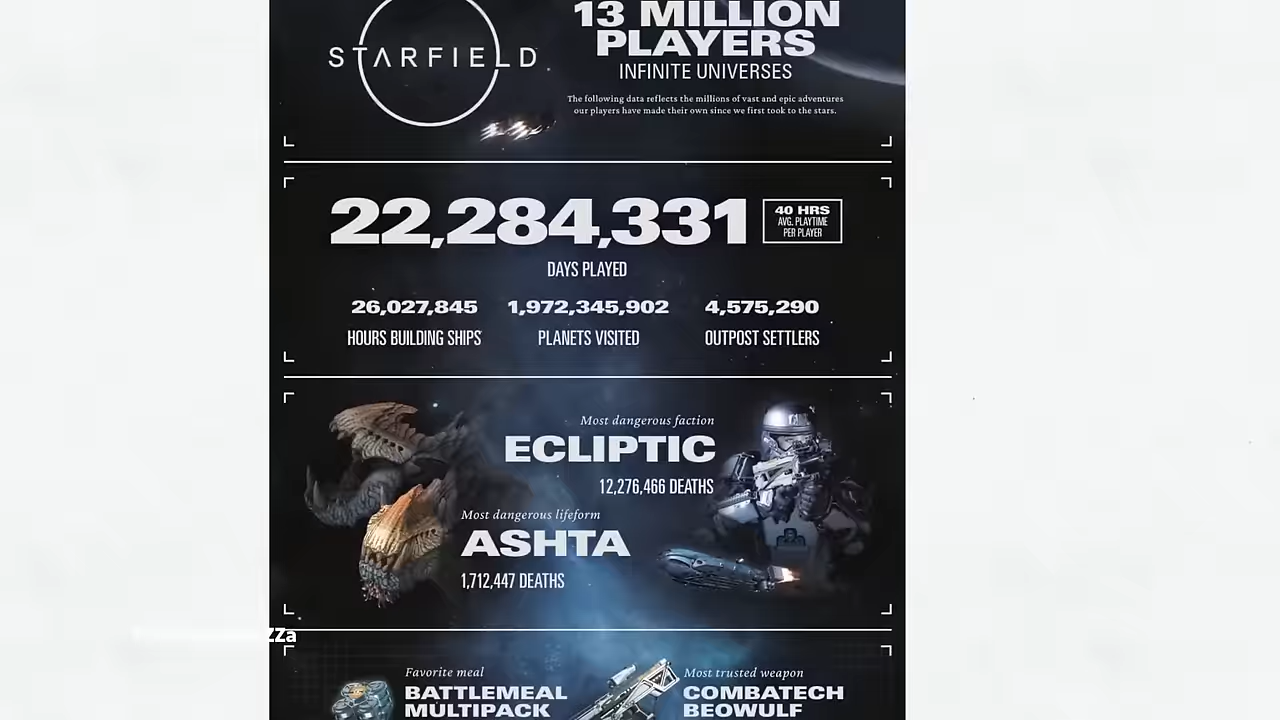 STARFIELD
13 MILLION
PLAYERS
INFINITE UNIVERSES
The following data reflects the millions of vast and epic adventures
our players have made their own since we first took to the stars.
22,284,331
40 HRS
AVG. PLAYTIME
PER PLAYER
DAYS PLAYED
26,027,845
HOURS BUILDING SHIPS
1,972,345,902
PLANETS VISITED
4,575,290
OUTPOST SETTLERS
Most dangerous faction
ECLIPTIC
12,276,466 DEATHS
Most dangerous lifeform
ASHTA
1,712,447 DEATHS
Favorite meal
BATTLEMEAL
MULTIPACK
Most trusted weapon
COMBATECH
BEOWULF